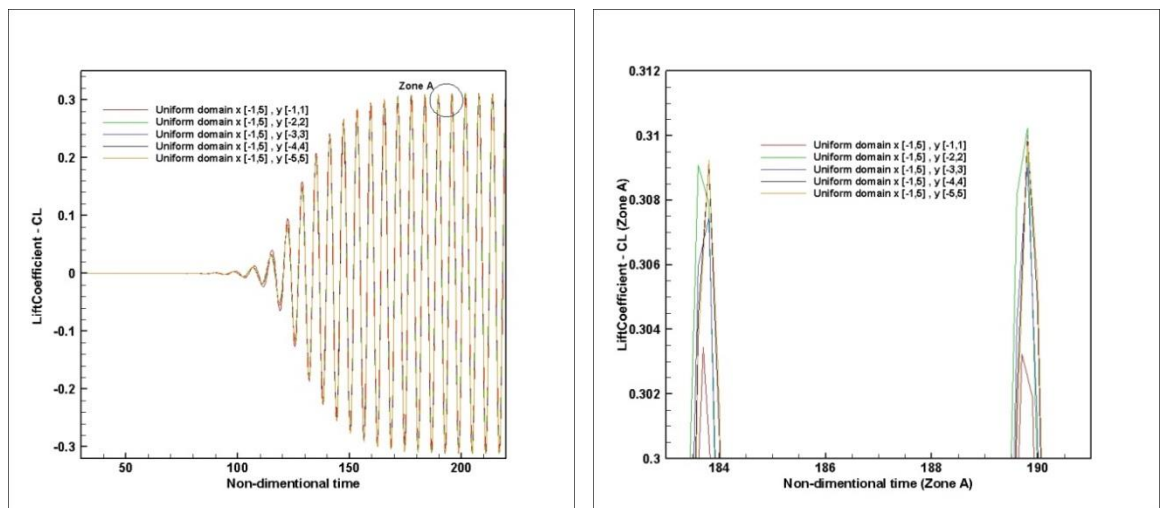 Zone A
Uniform domain x [-1,5] , y [-1,1]
Uniform domain x [-1,5] , y [-2,2]
Uniform domain x [-1,5] , y [-3,3]
Uniform domain x [-1,5] , y [-4,4]
Uniform domain x [-1,5] , y [-5,5]
LiftCoefficient - CL
0.3
0.2
0.1
0
-0.1
-0.2
-0.3
50
100
150
200
Non-dimentional time
Uniform domain x [-1,5] , y [-1,1]
Uniform domain x [-1,5] , y [-2,2]
Uniform domain x [-1,5] , y [-3,3]
Uniform domain x [-1,5] , y [-4,4]
Uniform domain x [-1,5] , y [-5,5]
LiftCoefficient - CL (Zone A)
0.312
0.31
0.308
0.306
0.304
0.302
0.3
184
186
188
190
Non-dimentional time (Zone A)